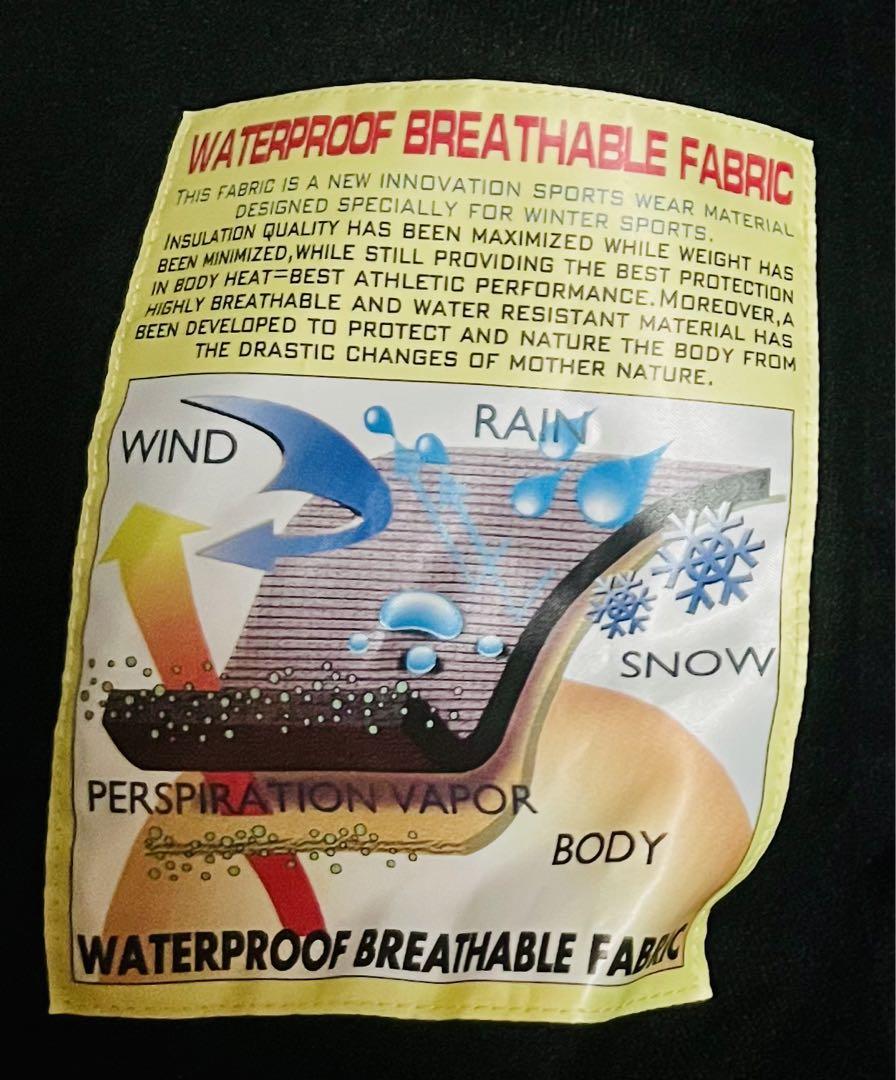 WATERPROOF BREATHABLE FABRIC
THIS FABRIC IS A NEW INNOVATION SPORTS WEAR MATERIAL
DESIGNED SPECIALLY FOR WINTER SPORTS.
INSULATION QUALITY HAS BEEN MAXIMIZED WHILE WEIGHT HAS
BEEN MINIMIZED,WHILE STILL PROVIDING THE BEST PROTECTION
IN BODY HEAT=BEST ATHLETIC PERFORMANCE.MOREOVER,A
HIGHLY BREATHABLE AND WATER RESISTANT MATERIAL HAS
BEEN DEVELOPED TO PROTECT AND NATURE THE BODY FROM
THE DRASTIC CHANGES OF MOTHER NATURE.
RAIN
WIND
SNOW
PERSPIRATION VAPOR
BODY
WATERPROOF BREATHABLE FABRIC